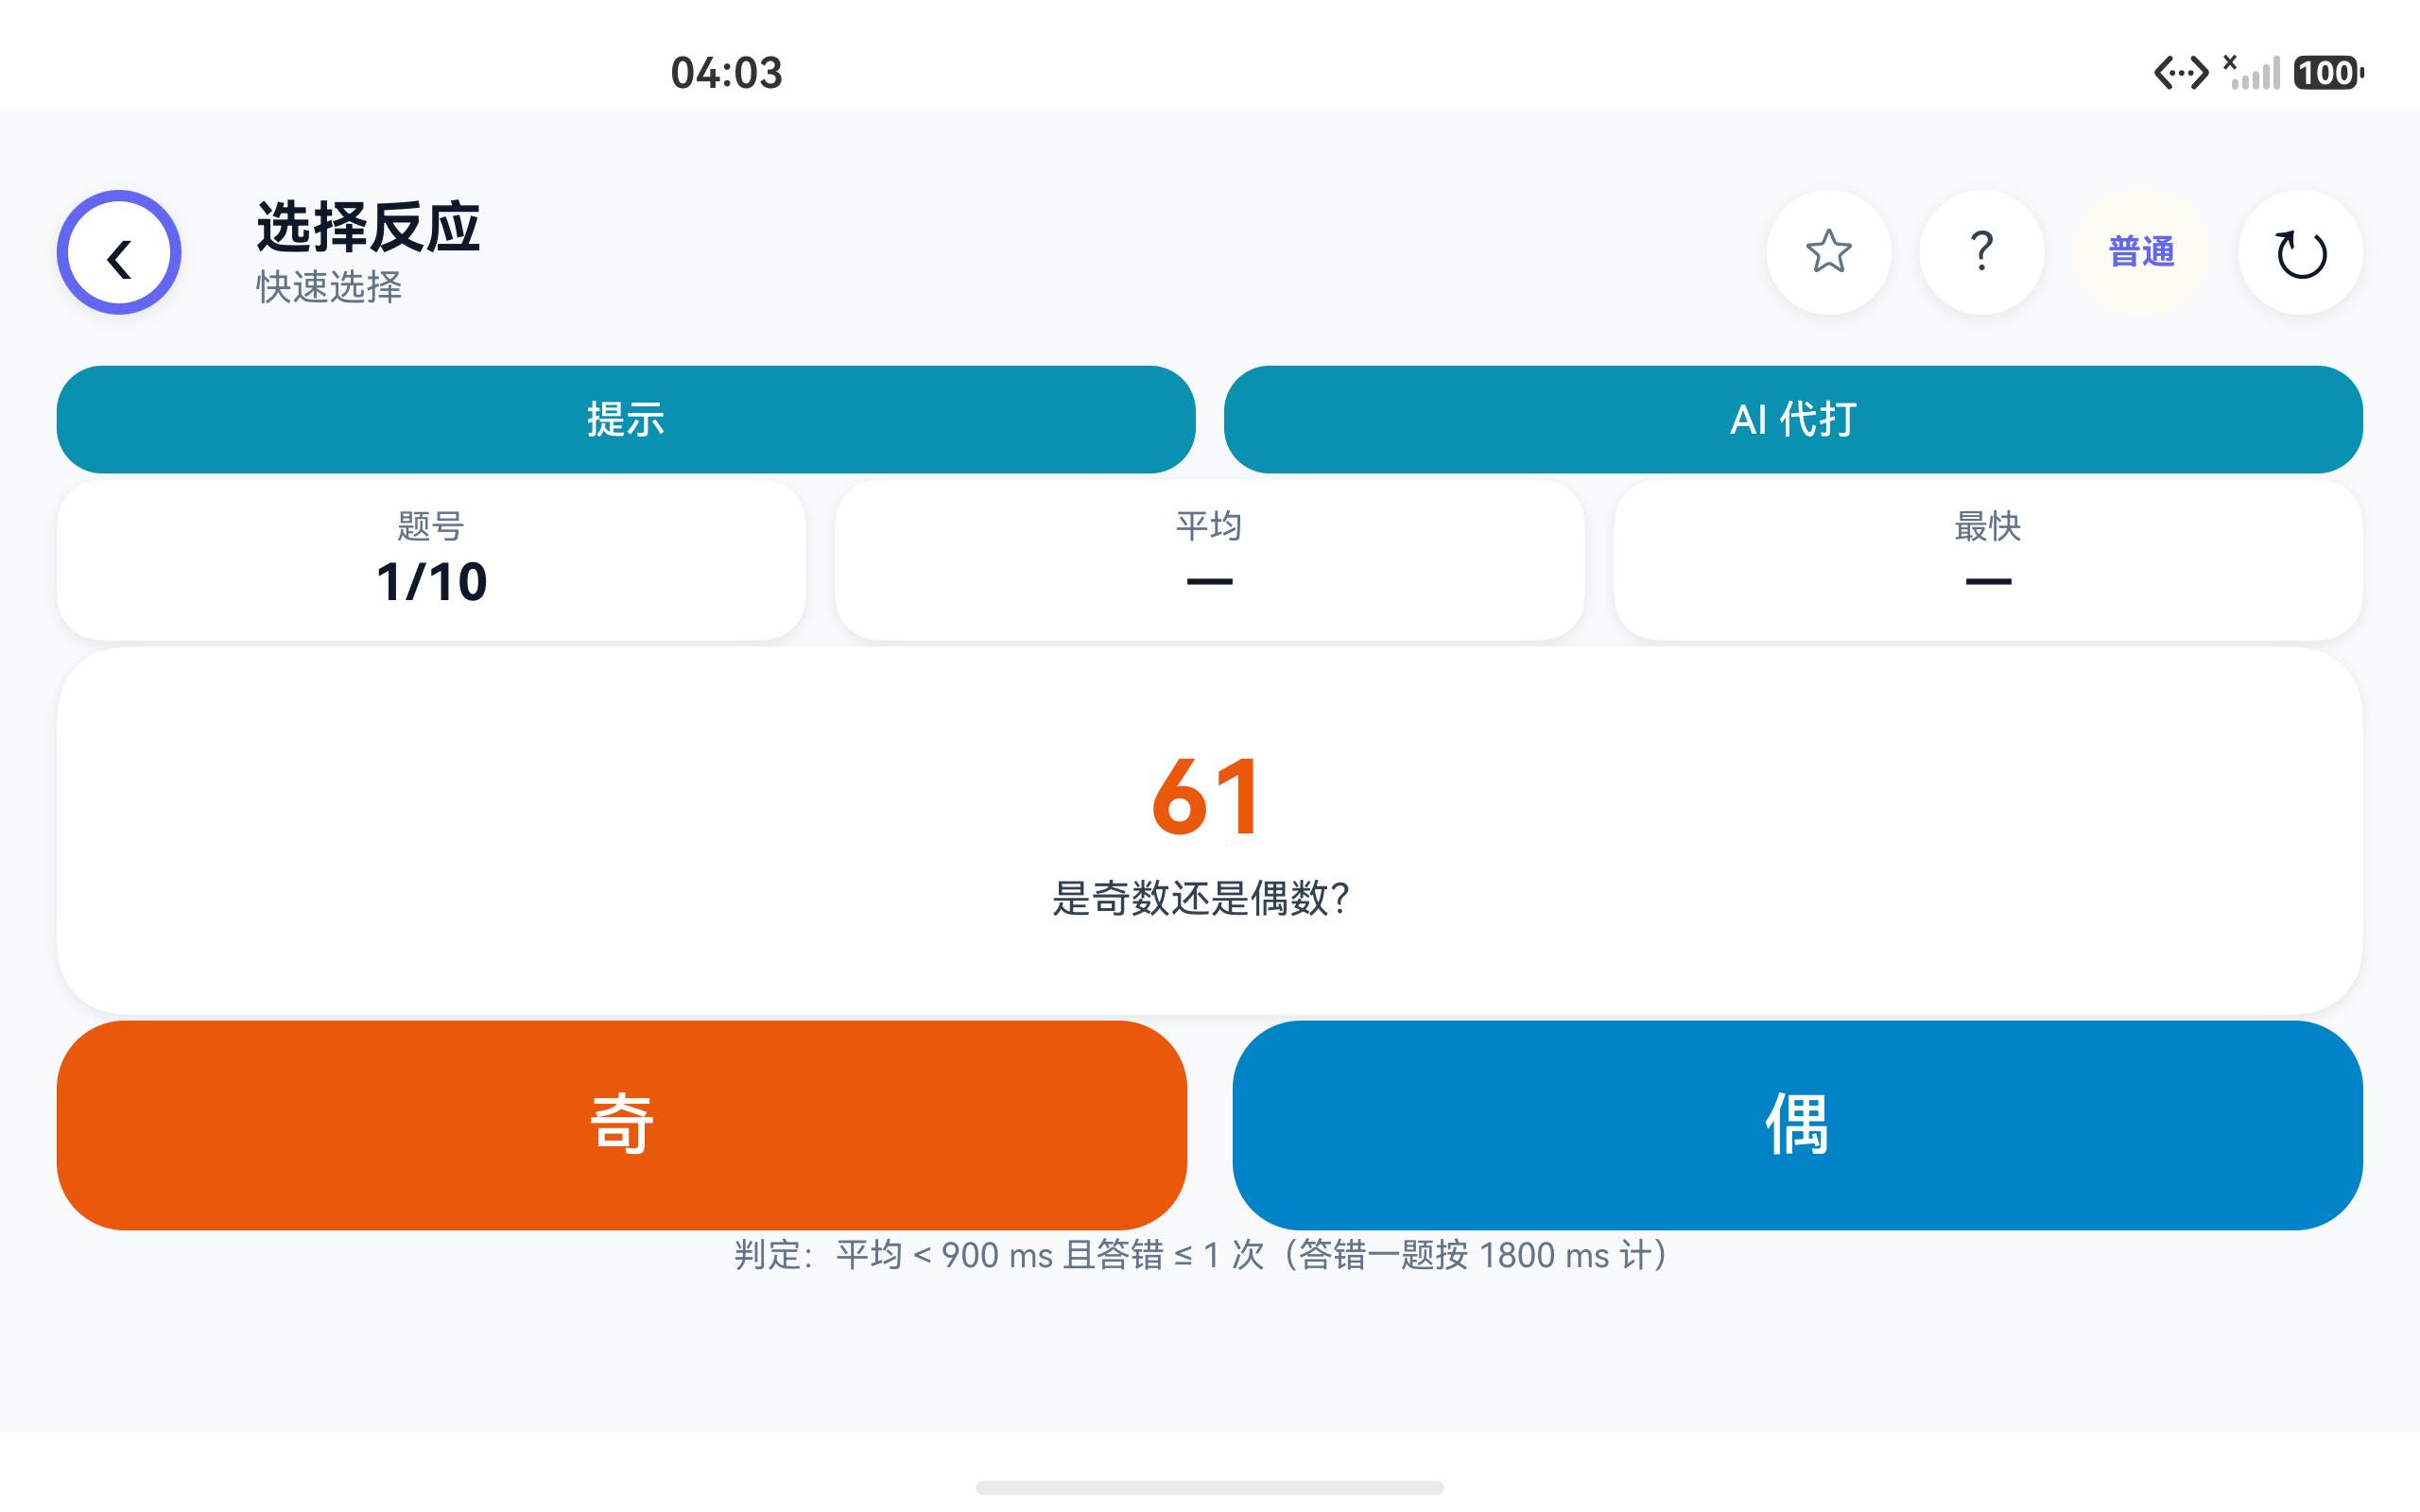 04:03
100
选择反应
快速选择
?
普通
提示
AI 代打
题号
1/10
平均
—
最快
—
61
是奇数还是偶数?
奇
偶
判定：平均 < 900 ms 且答错 ≤ 1 次（答错一题按 1800 ms 计）